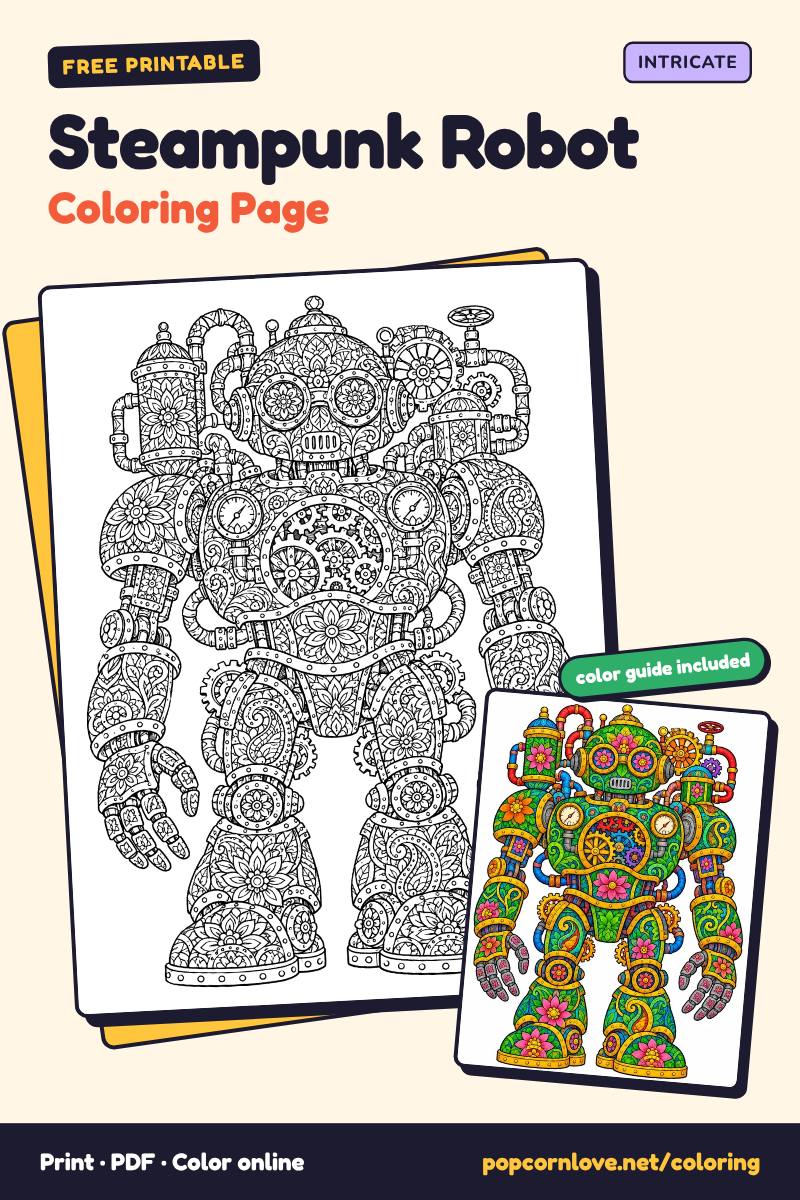 FREE PRINTABLE
INTRICATE
Steampunk Robot
Coloring Page
color guide included
Print · PDF · Color online
popcornlove.net/coloring